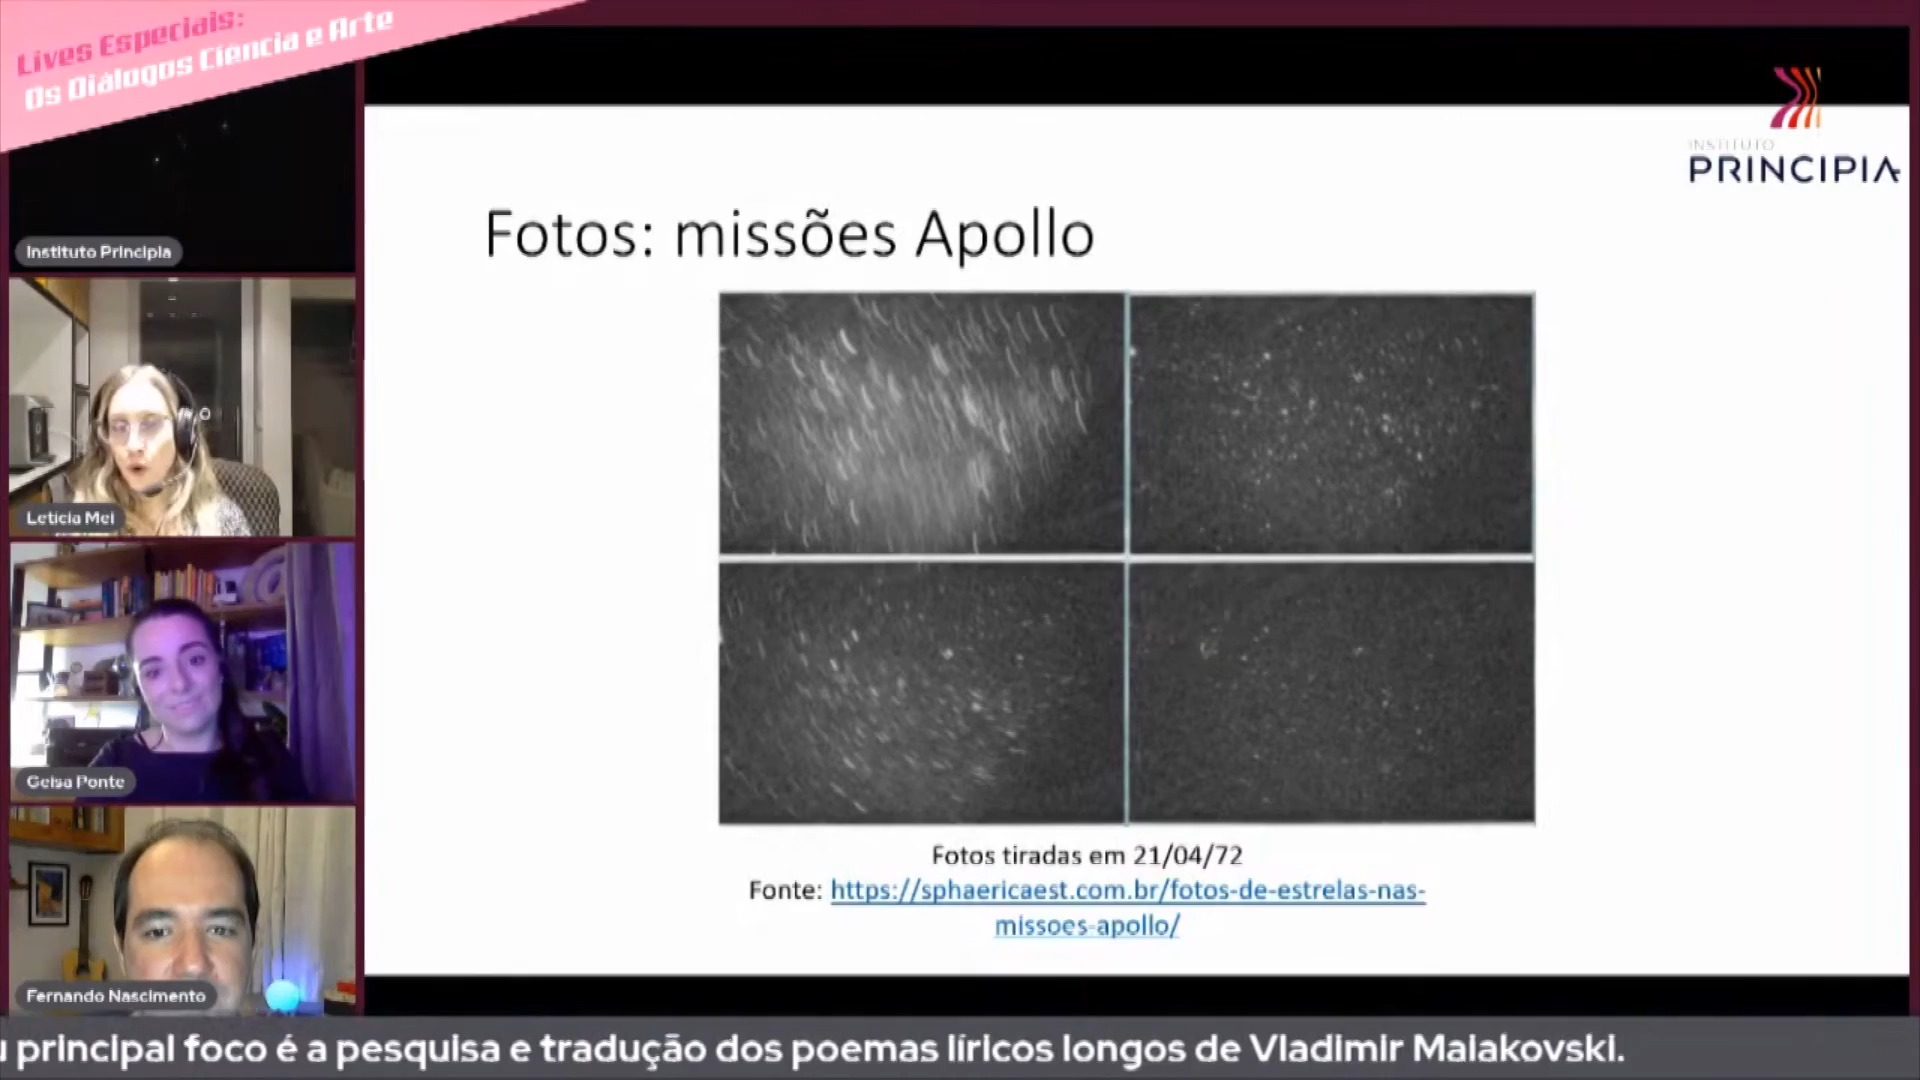 Lives Especiais:
Os Diálogos Ciência e Arte
Instituto Principia
Leticia Mei
Geisa Ponte
Fernando Nascimento
INSTITUTO
PRINCIPIA
Fotos: missões Apollo
Fotos tiradas em 21/04/72
Fonte: https://sphaericaest.com.br/fotos-de-estrelas-nas-
missoes-apollo/
u principal foco é a pesquisa e tradução dos poemas líricos longos de Vladimir Maiakovski.